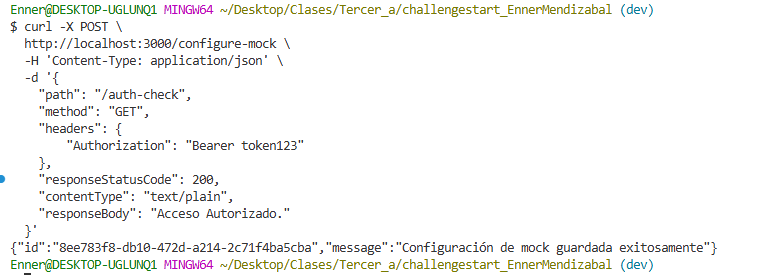 Enner@DESKTOP-UGLUNQ1 MINGW64 ~/Desktop/Clases/Tercer_a/challengestart_EnnerMendizabal (dev)
$ curl -X POST \
  http://localhost:3000/configure-mock \
  -H 'Content-Type: application/json' \
  -d '{
    "path": "/auth-check",
    "method": "GET",
    "headers": {
        "Authorization": "Bearer token123"
    },
    "responseStatusCode": 200,
    "contentType": "text/plain",
    "responseBody": "Acceso Autorizado."
  }'
{"id":"8ee783f8-db10-472d-a214-2c71f4ba5cba","message":"Configuración de mock guardada exitosamente"}
Enner@DESKTOP-UGLUNQ1 MINGW64 ~/Desktop/Clases/Tercer_a/challengestart_EnnerMendizabal (dev)